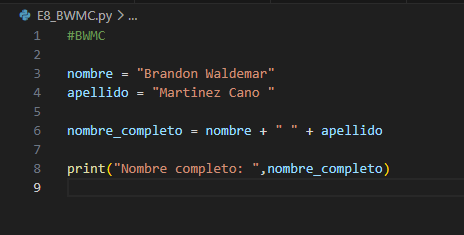 E8_BWMC.py > ...
1 #BWMC
2
3 nombre = "Brandon Waldemar"
4 apellido = "Martinez Cano "
5
6 nombre_completo = nombre + " " + apellido
7
8 print("Nombre completo: ",nombre_completo)
9